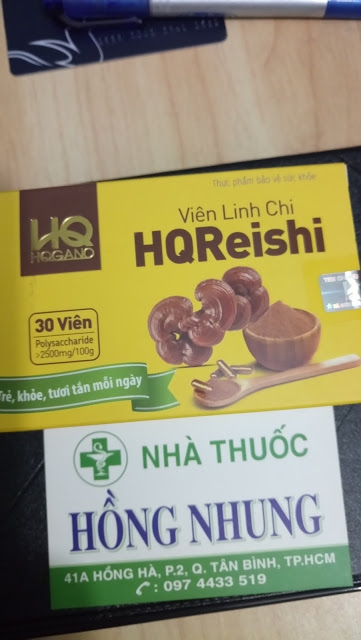 Thực phẩm bảo vệ sức khỏe
HQ
HQGANO
Viên Linh Chi
HQReishi
30 Viên
Polysaccharide
>2500mg/100g
Trẻ, khỏe, tươi tắn mỗi ngày
NHÀ THUỐC
HỒNG NHUNG
41A HỒNG HÀ, P.2, Q. TÂN BÌNH, TP.HCM
: 097 4433 519